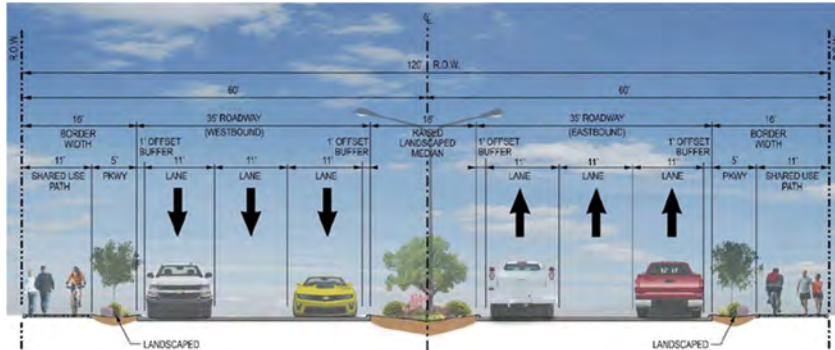 ℄
R.O.W.
120' R.O.W.
60' 60'
16' 35' ROADWAY 16' 35' ROADWAY 16'
BORDER (WESTBOUND) RAISED (EASTBOUND) BORDER
WIDTH 1' OFFSET 1' OFFSET LANDSCAPED 1' OFFSET 1' OFFSET WIDTH
BUFFER BUFFER MEDIAN BUFFER BUFFER
11' 5' 11' 11' 11' 11' 11' 11' 5' 11'
SHARED USE PKWY LANE LANE LANE LANE LANE LANE PKWY SHARED USE
PATH PATH
LANDSCAPED LANDSCAPED